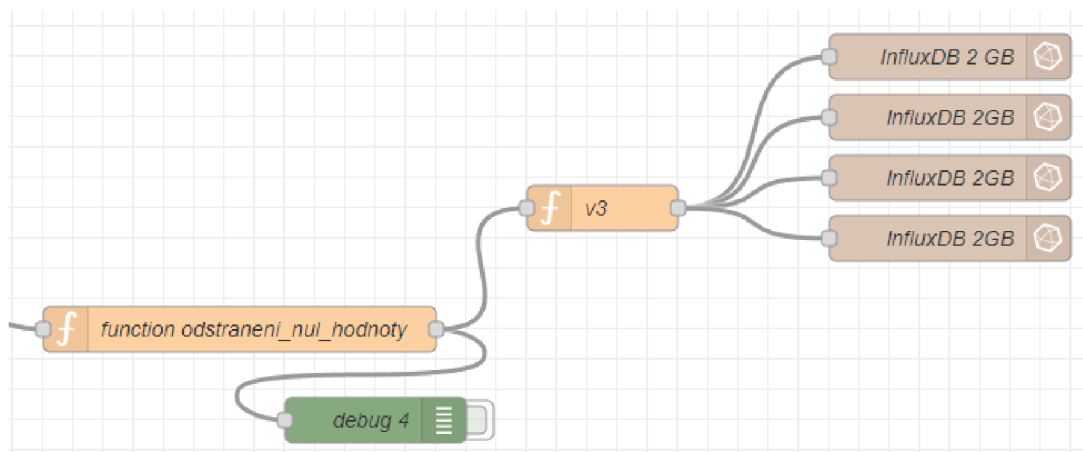 InfluxDB 2 GB
InfluxDB 2GB
InfluxDB 2GB
v3
InfluxDB 2GB
function odstraneni_nul_hodnoty
debug 4